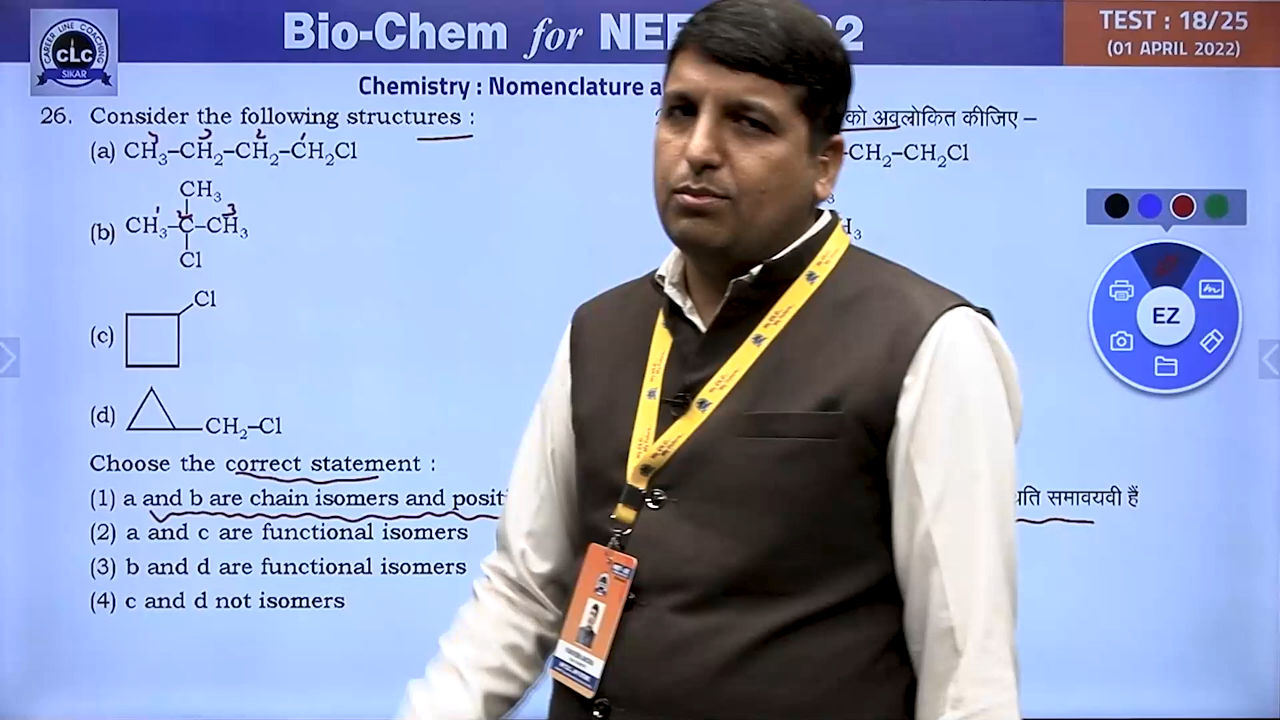 Bio-Chem for NEE 2
TEST : 18/25
(01 APRIL 2022)
CAREER LINE COACHING
CLC
SIKAR
Chemistry : Nomenclature a
26. Consider the following structures :
को अवलोकित कीजिए –
(a) CH₃–CH₂–CH₂–CH₂Cl
–CH₂–CH₂Cl
CH₃
(b) CH₃–C–CH₃
Cl
(c) Cl
(d) CH₂–Cl
Choose the correct statement :
(1) a and b are chain isomers and positi
समावयवी हैं
(2) a and c are functional isomers
(3) b and d are functional isomers
(4) c and d not isomers
EZ